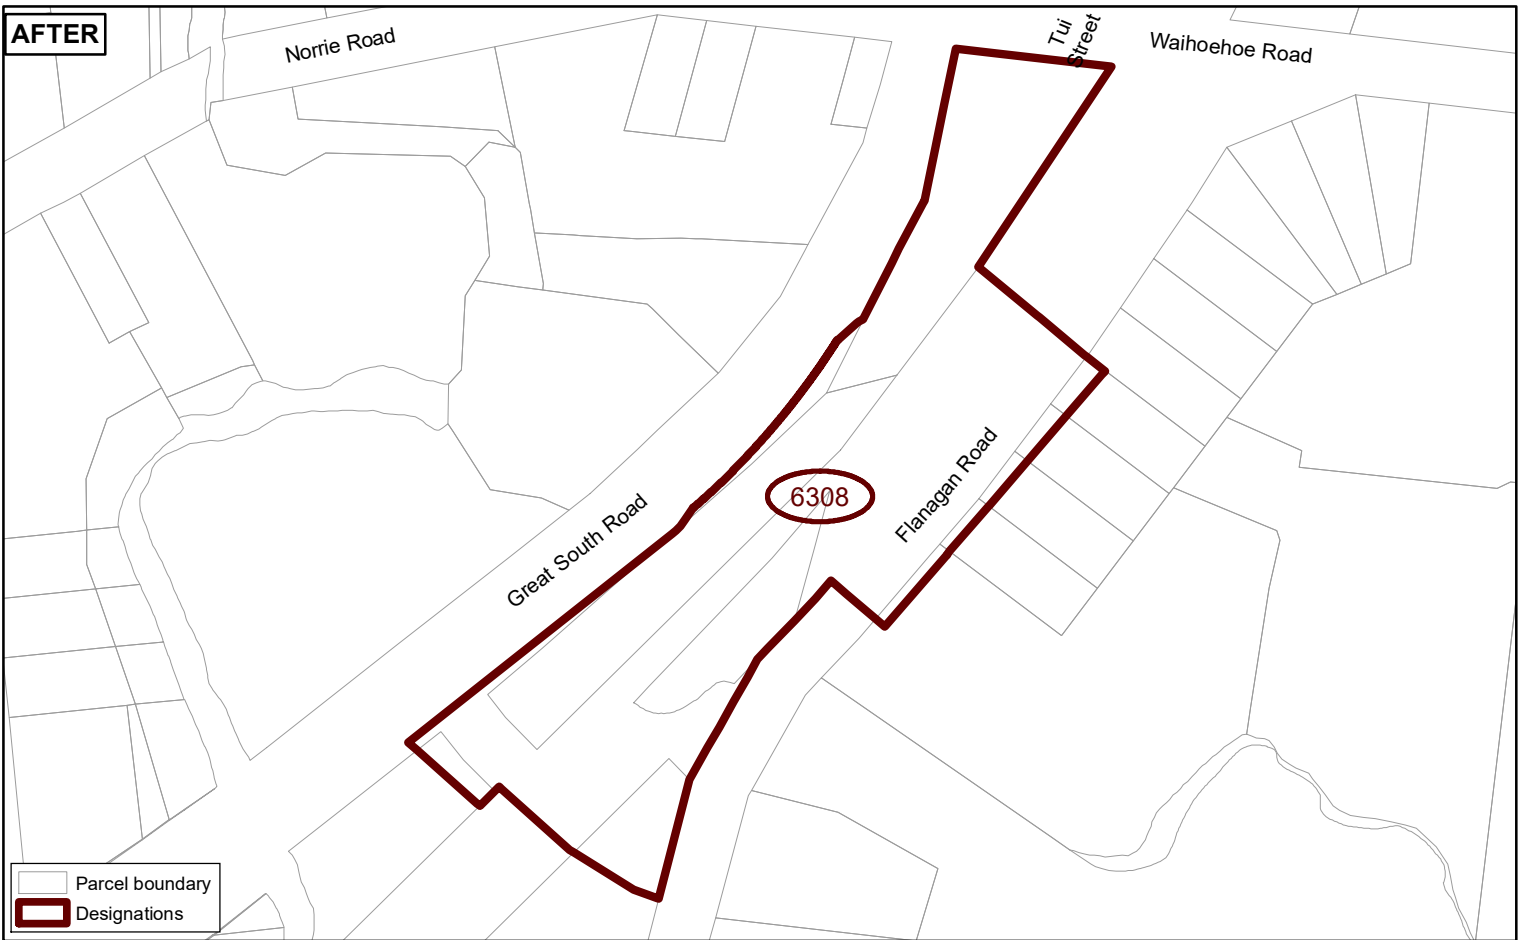 AFTER
Norrie Road
Tui
Street
Waihoehoe Road
6308
Flanagan Road
Great South Road
Parcel boundary
Designations